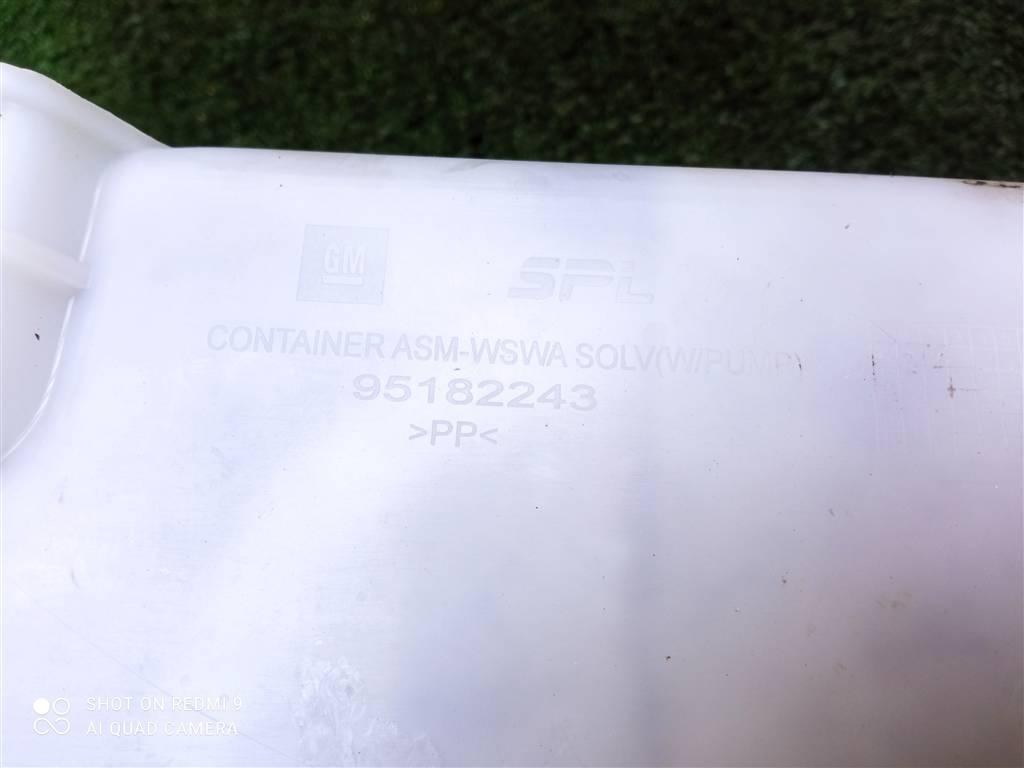 GM
SPL
CONTAINER ASM-WSWA SOLV(W/PUMP)
95182243
>PP<
SHOT ON REDMI 9
AI QUAD CAMERA